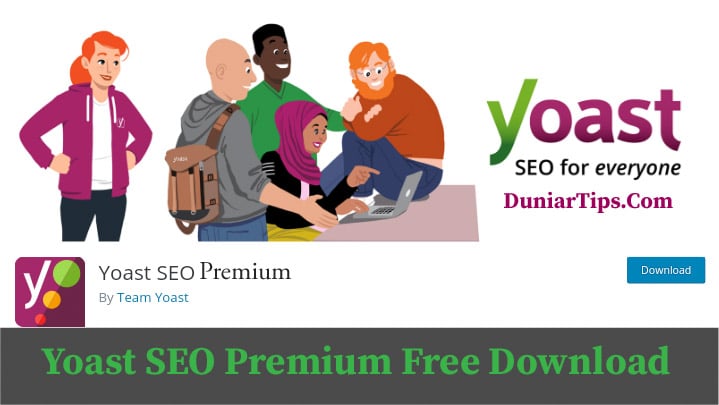 yoast
SEO for everyone
DuniarTips.Com
Yoast SEO Premium
By Team Yoast
Download
Yoast SEO Premium Free Download